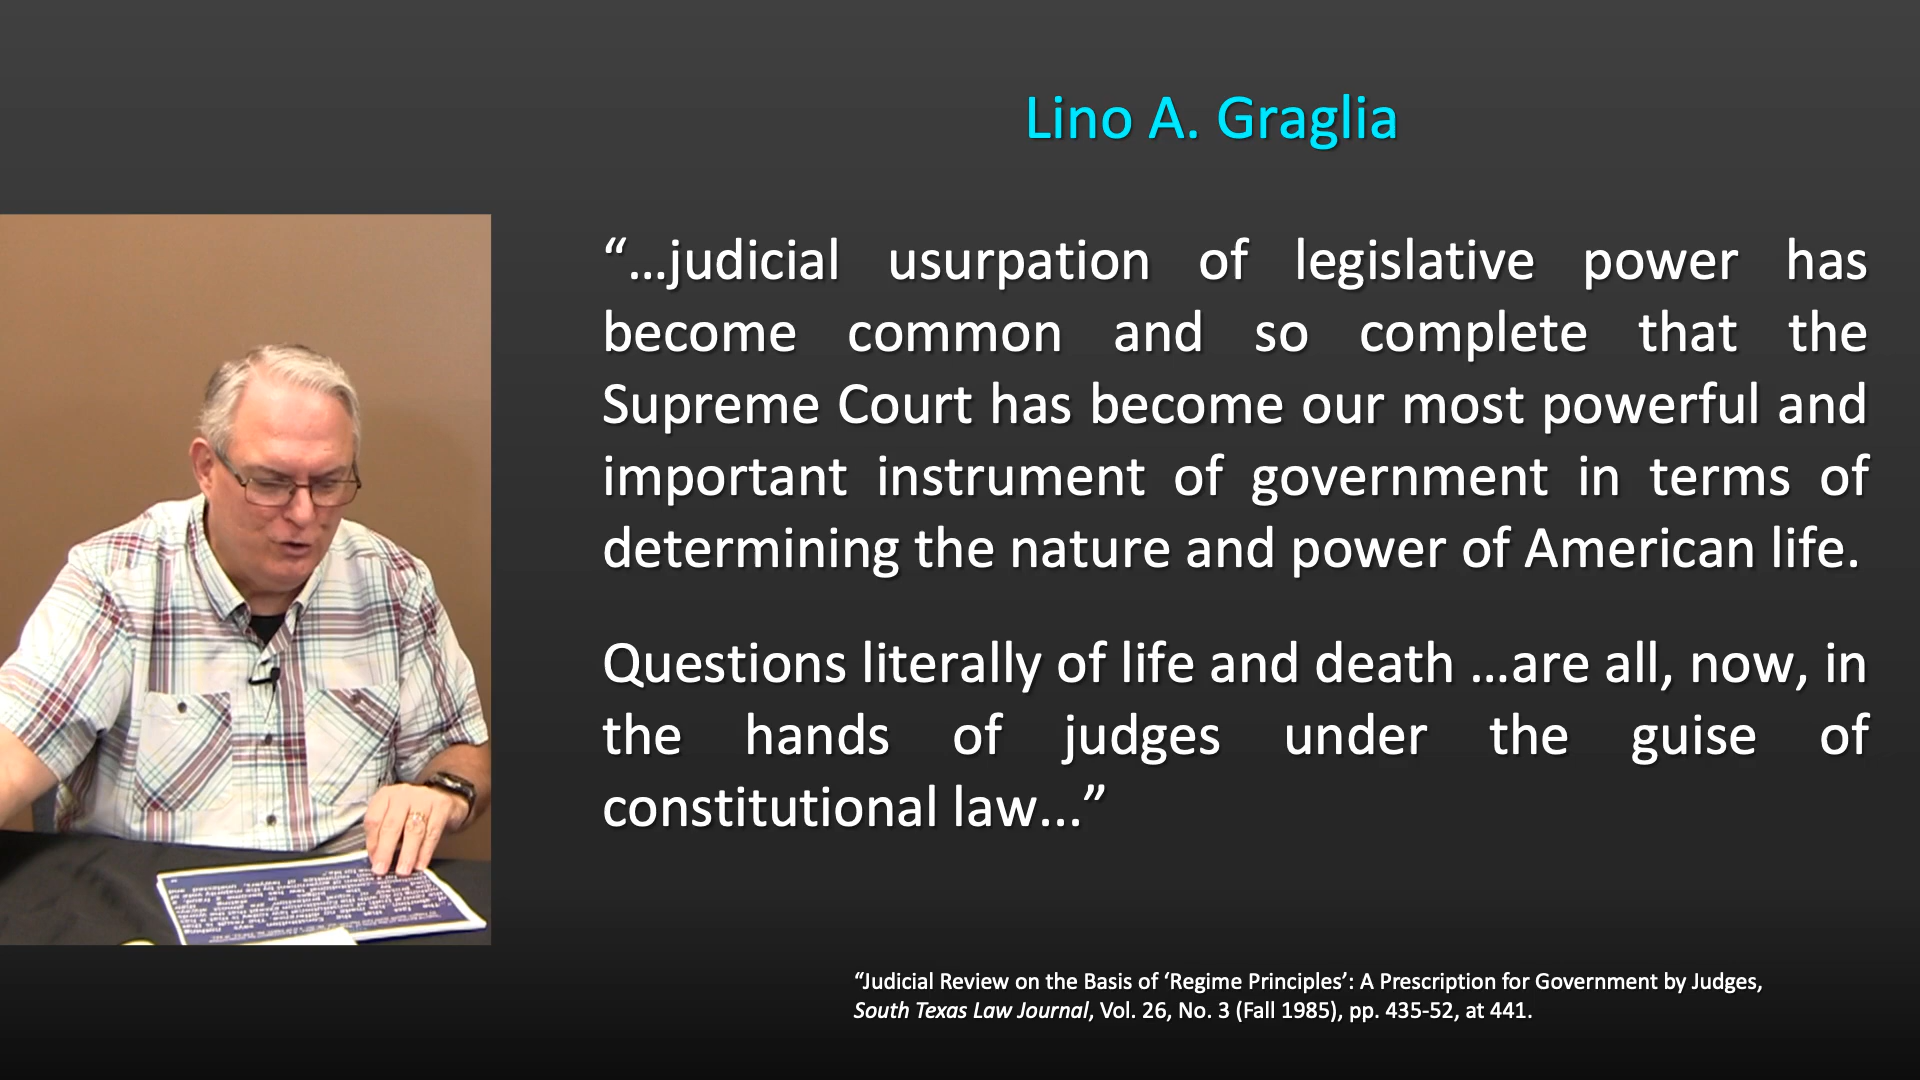 Lino A. Graglia
“...judicial usurpation of legislative power has
become common and so complete that the
Supreme Court has become our most powerful and
important instrument of government in terms of
determining the nature and power of American life.
Questions literally of life and death ...are all, now, in
the hands of judges under the guise of
constitutional law...”
“Judicial Review on the Basis of ‘Regime Principles’: A Prescription for Government by Judges,
South Texas Law Journal, Vol. 26, No. 3 (Fall 1985), pp. 435-52, at 441.